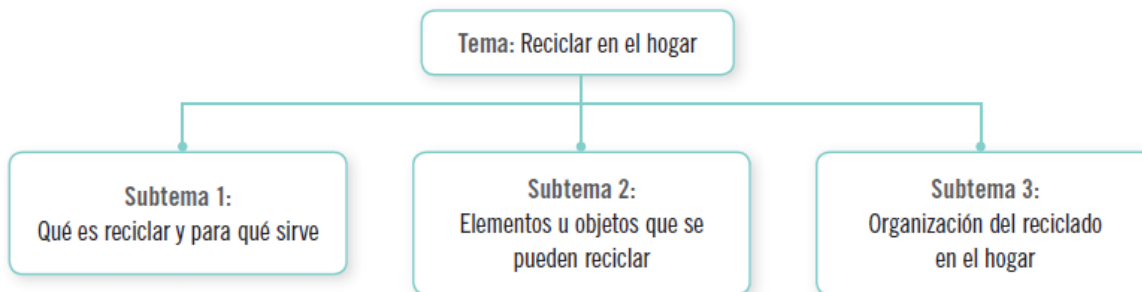 Tema: Reciclar en el hogar
Subtema 1:
Qué es reciclar y para qué sirve
Subtema 2:
Elementos u objetos que se
pueden reciclar
Subtema 3:
Organización del reciclado
en el hogar